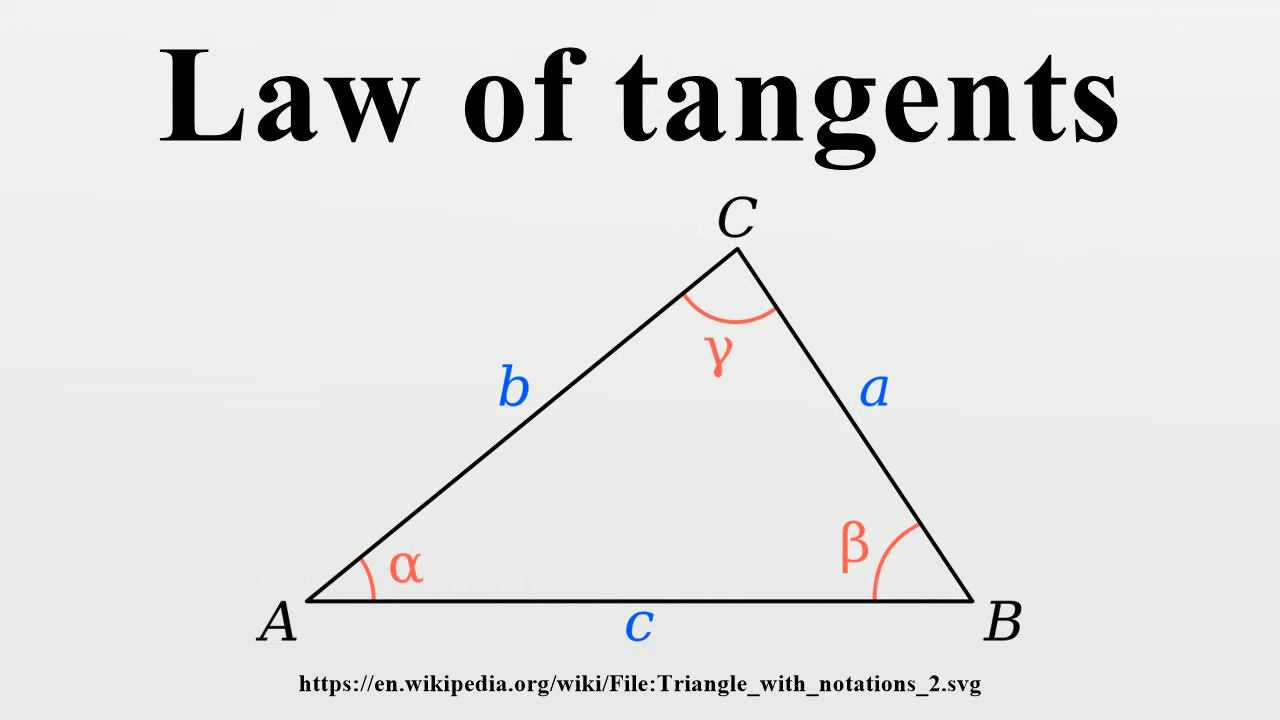 Law of tangents
C
γ
b
a
β
α
A
c
B
https://en.wikipedia.org/wiki/File:Triangle_with_notations_2.svg